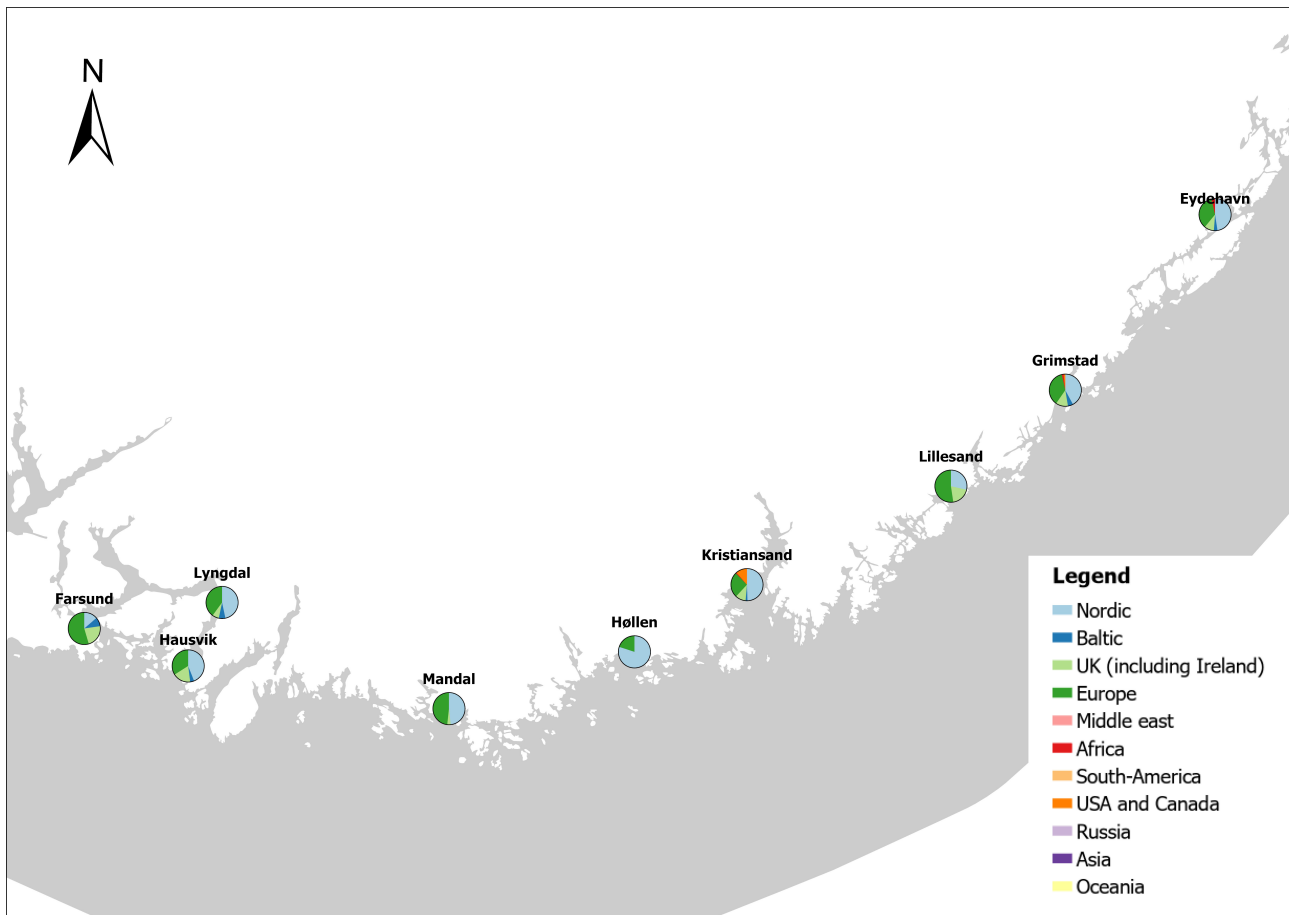 N
Eydehavn
Grimstad
Lillesand
Kristiansand
Lyngdal
Farsund
Høllen
Hausvik
Mandal
Legend
Nordic
Baltic
UK (including Ireland)
Europe
Middle east
Africa
South-America
USA and Canada
Russia
Asia
Oceania